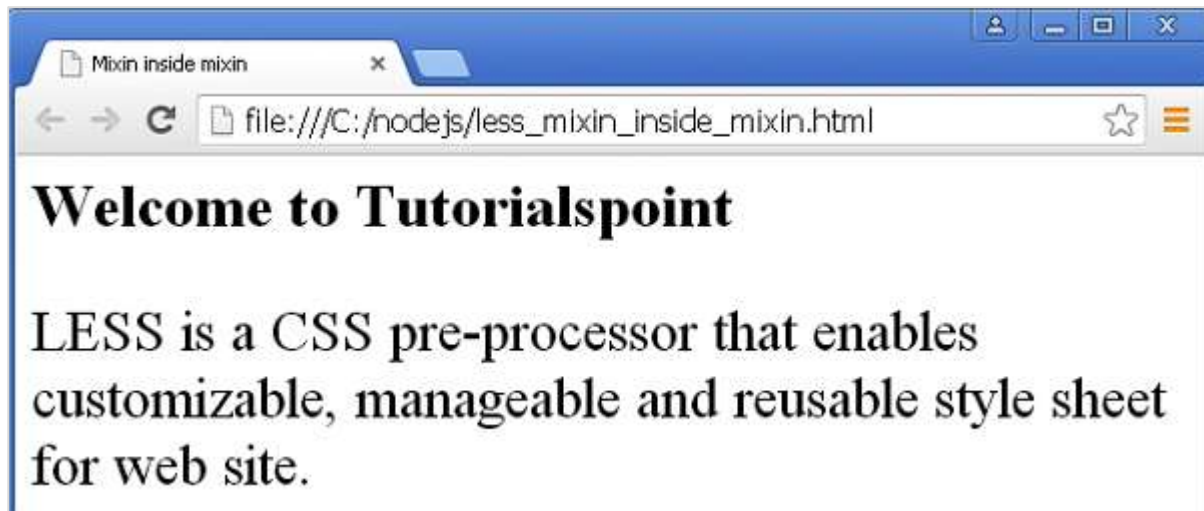 Mixin inside mixin
file:///C:/nodejs/less_mixin_inside_mixin.html
Welcome to Tutorialspoint
LESS is a CSS pre-processor that enables
customizable, manageable and reusable style sheet
for web site.